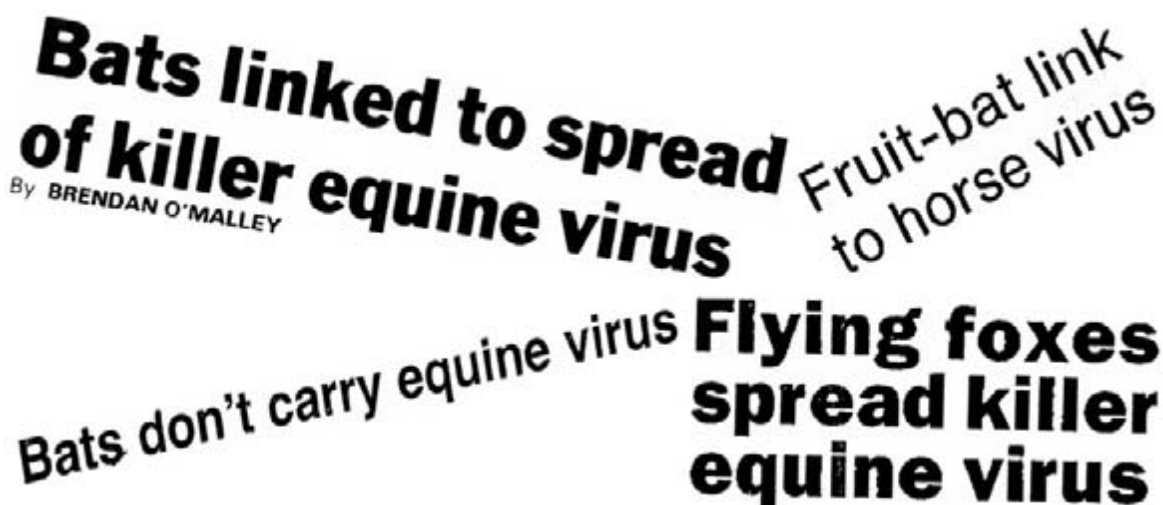 Bats linked to spread
of killer equine virus
By BRENDAN O'MALLEY
Fruit-bat link
to horse virus
Bats don't carry equine virus
Flying foxes
spread killer
equine virus